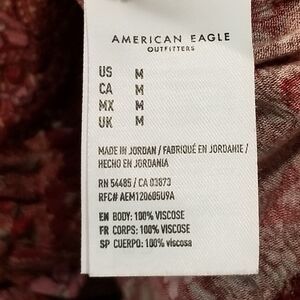 AMERICAN EAGLE
OUTFITTERS
US M
CA M
MX M
UK M
MADE IN JORDAN / FABRIQUÉ EN JORDANIE /
HECHO EN JORDANIA
RN 54485 / CA 03873
RFC# AEM120605U9A
EN BODY: 100% VISCOSE
FR CORPS: 100% VISCOSE
SP CUERPO: 100% viscosa